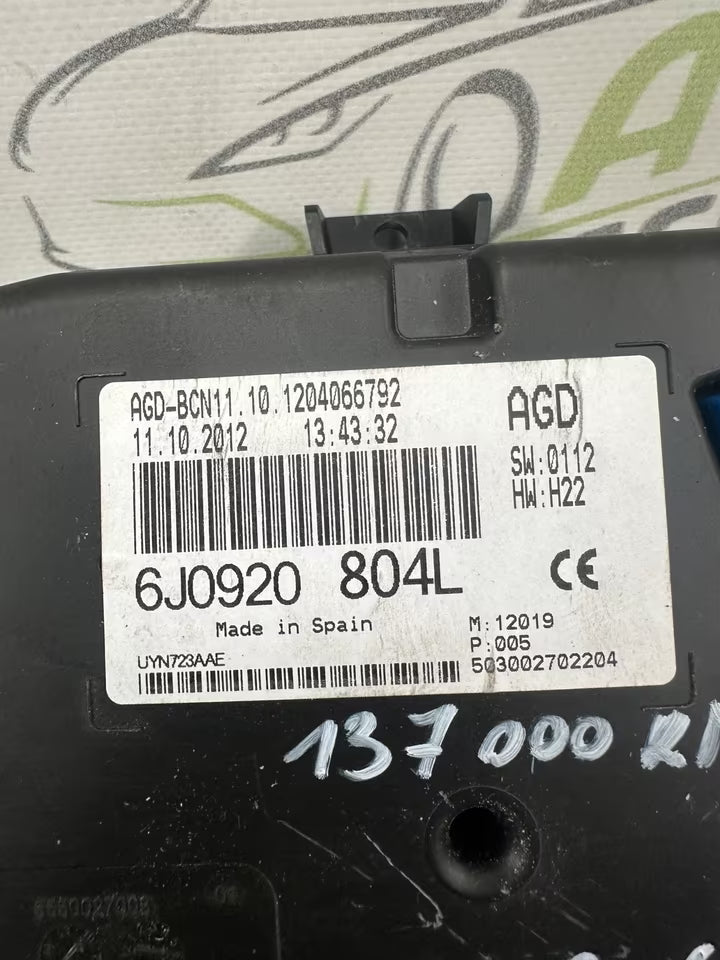 AGD-BCN11.10.1204066792
11.10.2012 13:43:32
AGD
SW:0112
HW:H22
6J0920 804L
CE
Made in Spain
UYN723AAE
M:12019
P:005
503002702204
137 000